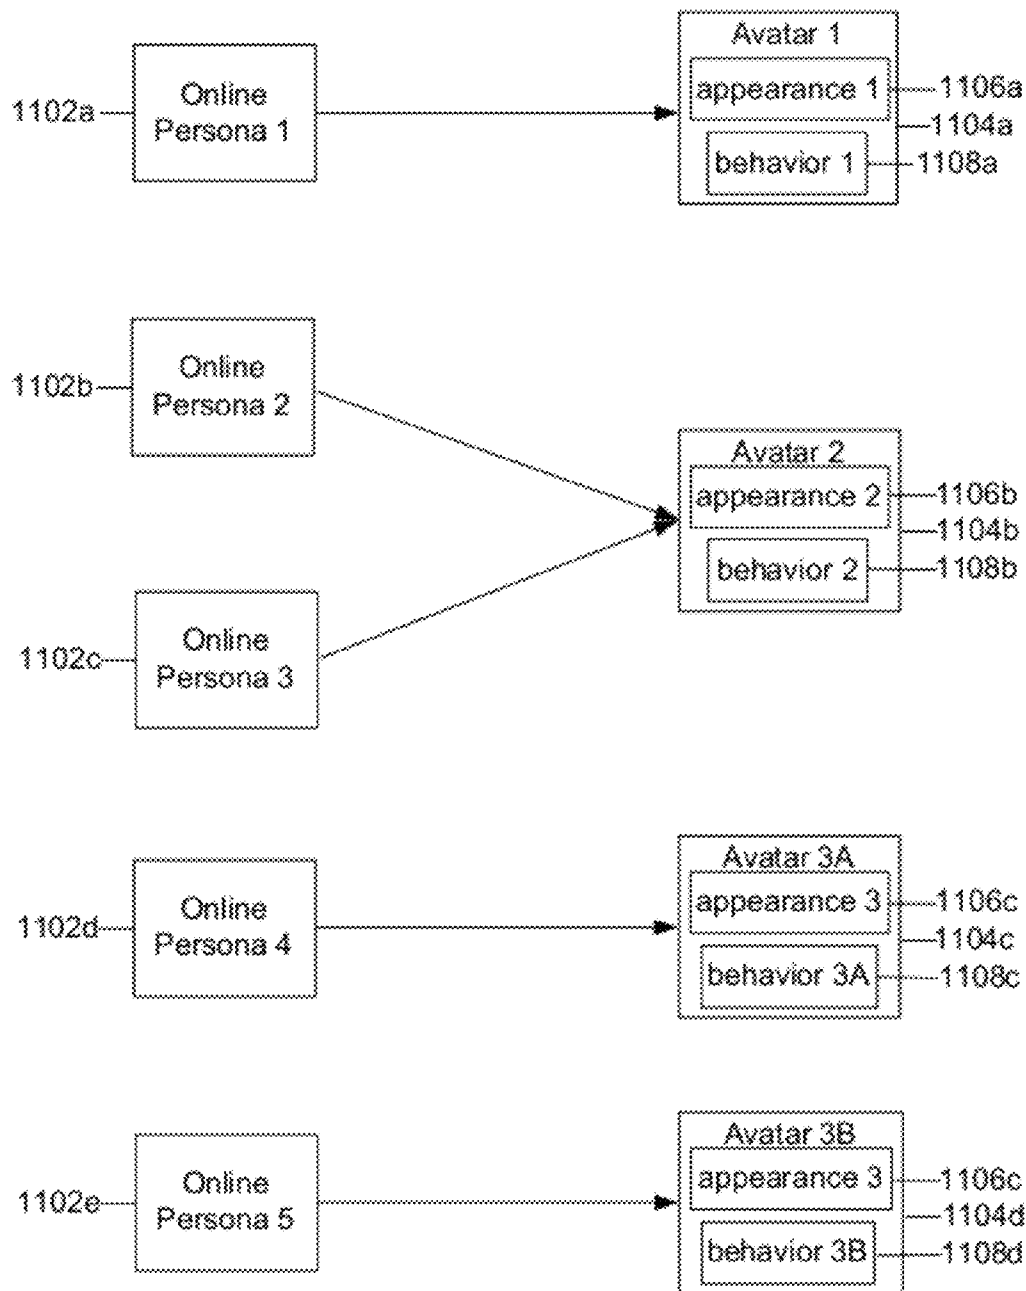 Avatar 1
Online
Persona 1
1102a
appearance 1
1106a
1104a
behavior 1
1108a
Online
Persona 2
1102b
Avatar 2
appearance 2
1106b
1104b
behavior 2
1108b
Online
Persona 3
1102c
Avatar 3A
Online
Persona 4
1102d
appearance 3
1106c
1104c
behavior 3A
1108c
Avatar 3B
Online
Persona 5
1102e
appearance 3
1106c
1104d
behavior 3B
1108d